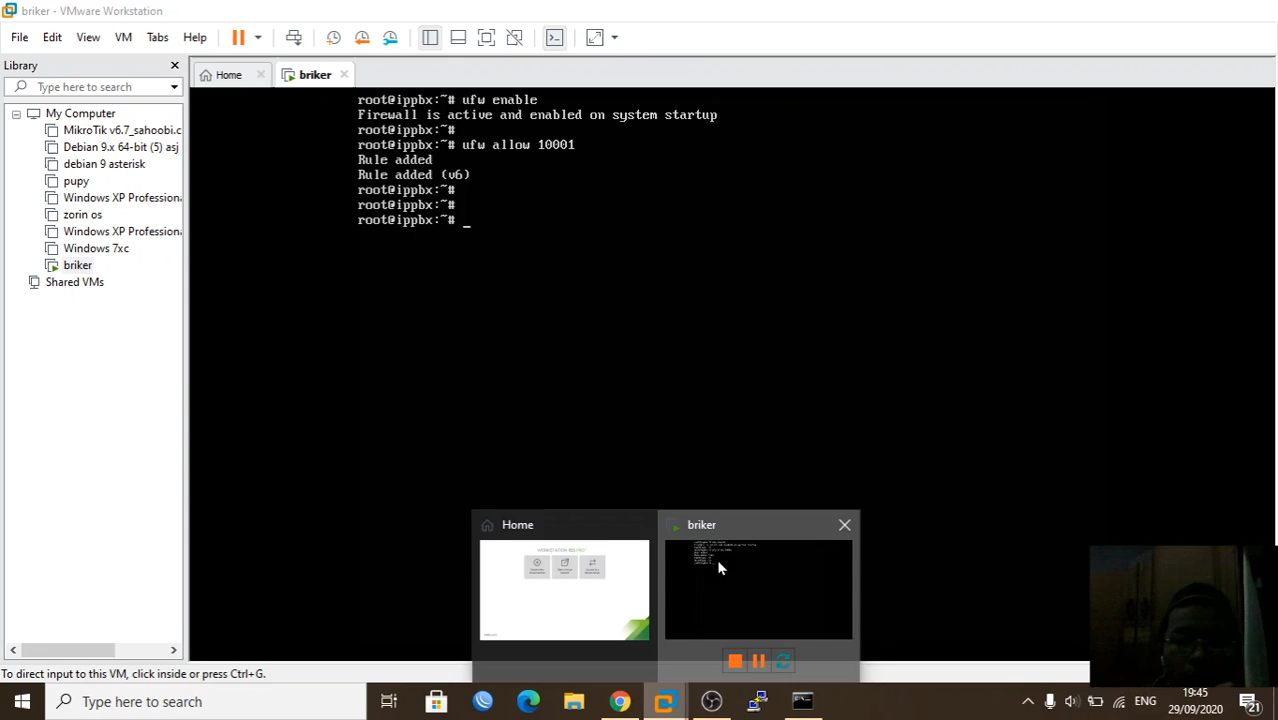 briker - VMware Workstation
File Edit View VM Tabs Help
Library
Type here to search
My Computer
MikroTik v6.7_sahoobi.c
Debian 9.x 64-bit (5) asj
debian 9 asterisk
pupy
Windows XP Profession
zorin os
Windows XP Profession
Windows 7xc
briker
Shared VMs
Home
briker
root@ippbx:~# ufw enable
Firewall is active and enabled on system startup
root@ippbx:~#
root@ippbx:~# ufw allow 10001
Rule added
Rule added (v6)
root@ippbx:~#
root@ippbx:~#
root@ippbx:~# _
Home
briker
To direct input to this VM, click inside or press Ctrl+G.
Type here to search
ENG
19:45
29/09/2020
21